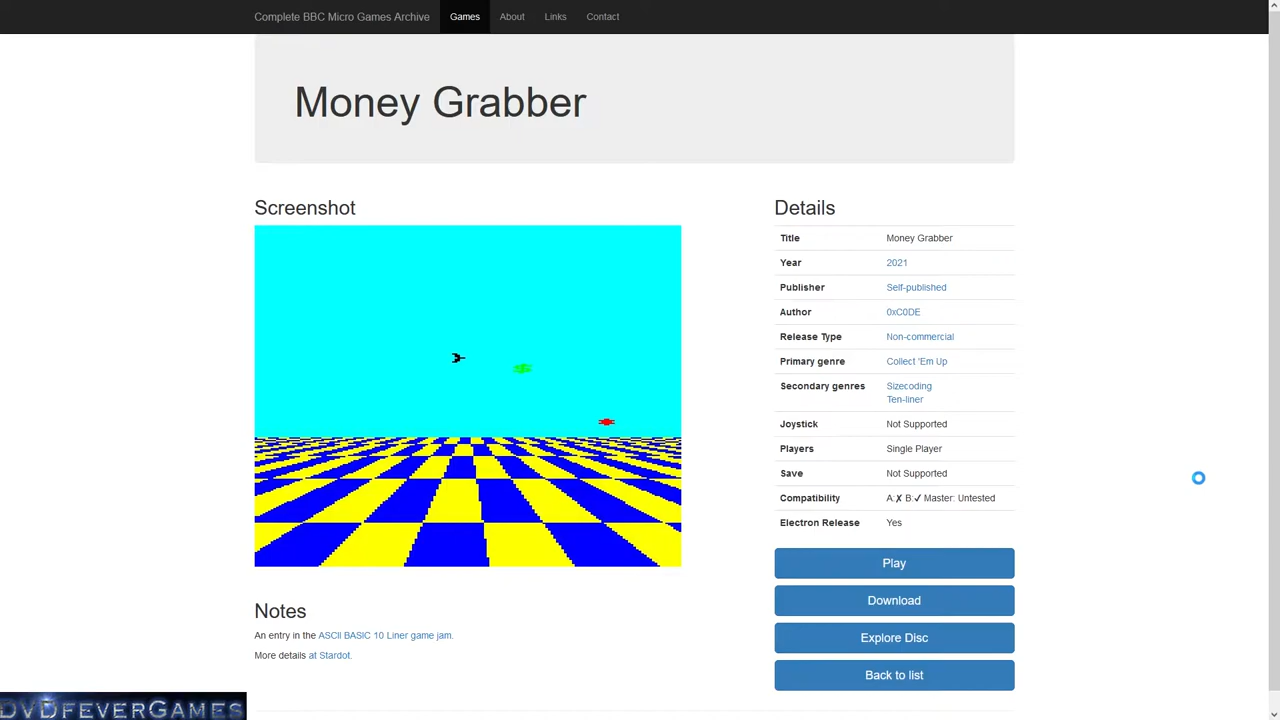 Complete BBC Micro Games Archive Games About Links Contact
Money Grabber
Screenshot
Details
Title Money Grabber
Year 2021
Publisher Self-published
Author 0xC0DE
Release Type Non-commercial
Primary genre Collect 'Em Up
Secondary genres Sizecoding
Ten-liner
Joystick Not Supported
Players Single Player
Save Not Supported
Compatibility A:✗ B:✓ Master: Untested
Electron Release Yes
Play
Download
Explore Disc
Back to list
Notes
An entry in the ASCII BASIC 10 Liner game jam.
More details at Stardot.
DVDFEVERGAMES